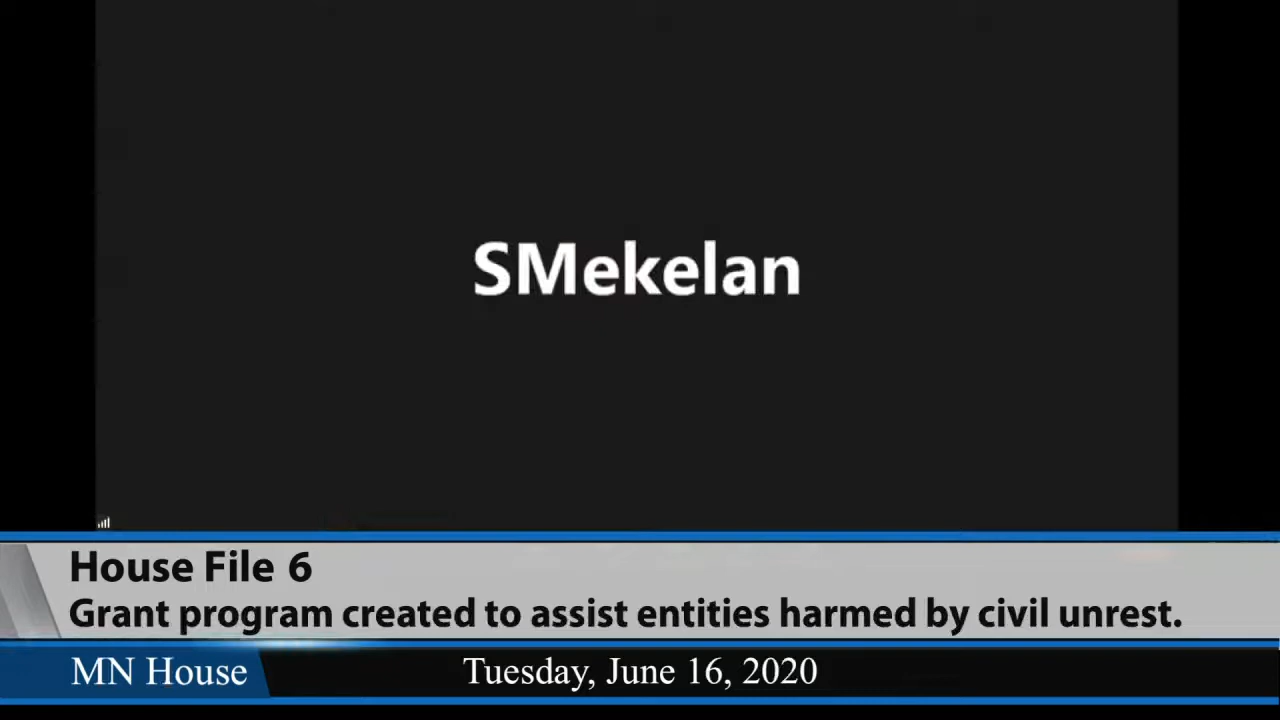 SMekelan
House File 6
Grant program created to assist entities harmed by civil unrest.
MN House
Tuesday, June 16, 2020